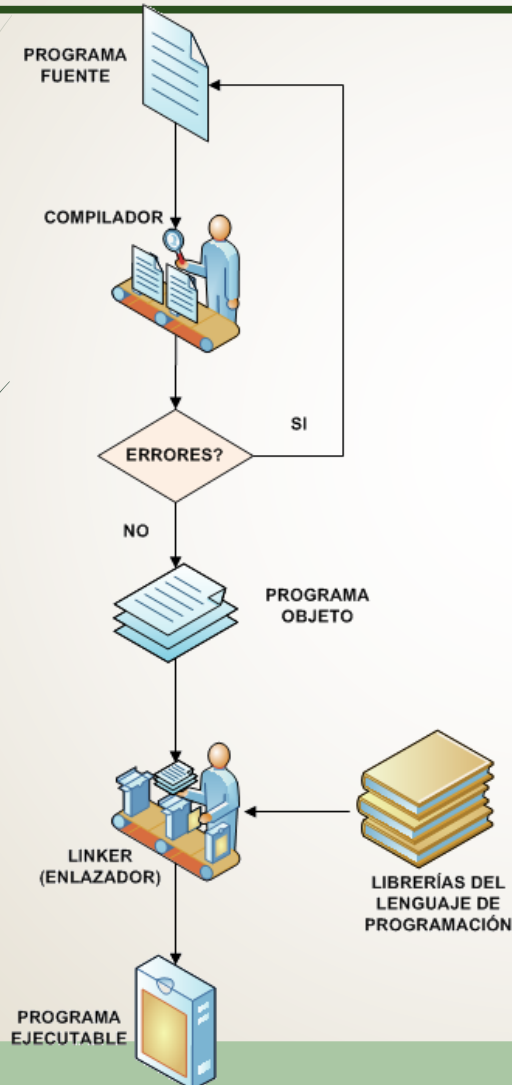 PROGRAMA
FUENTE
COMPILADOR
SI
ERRORES?
NO
PROGRAMA
OBJETO
LINKER
(ENLAZADOR)
LIBRERÍAS DEL
LENGUAJE DE
PROGRAMACIÓN
PROGRAMA
EJECUTABLE